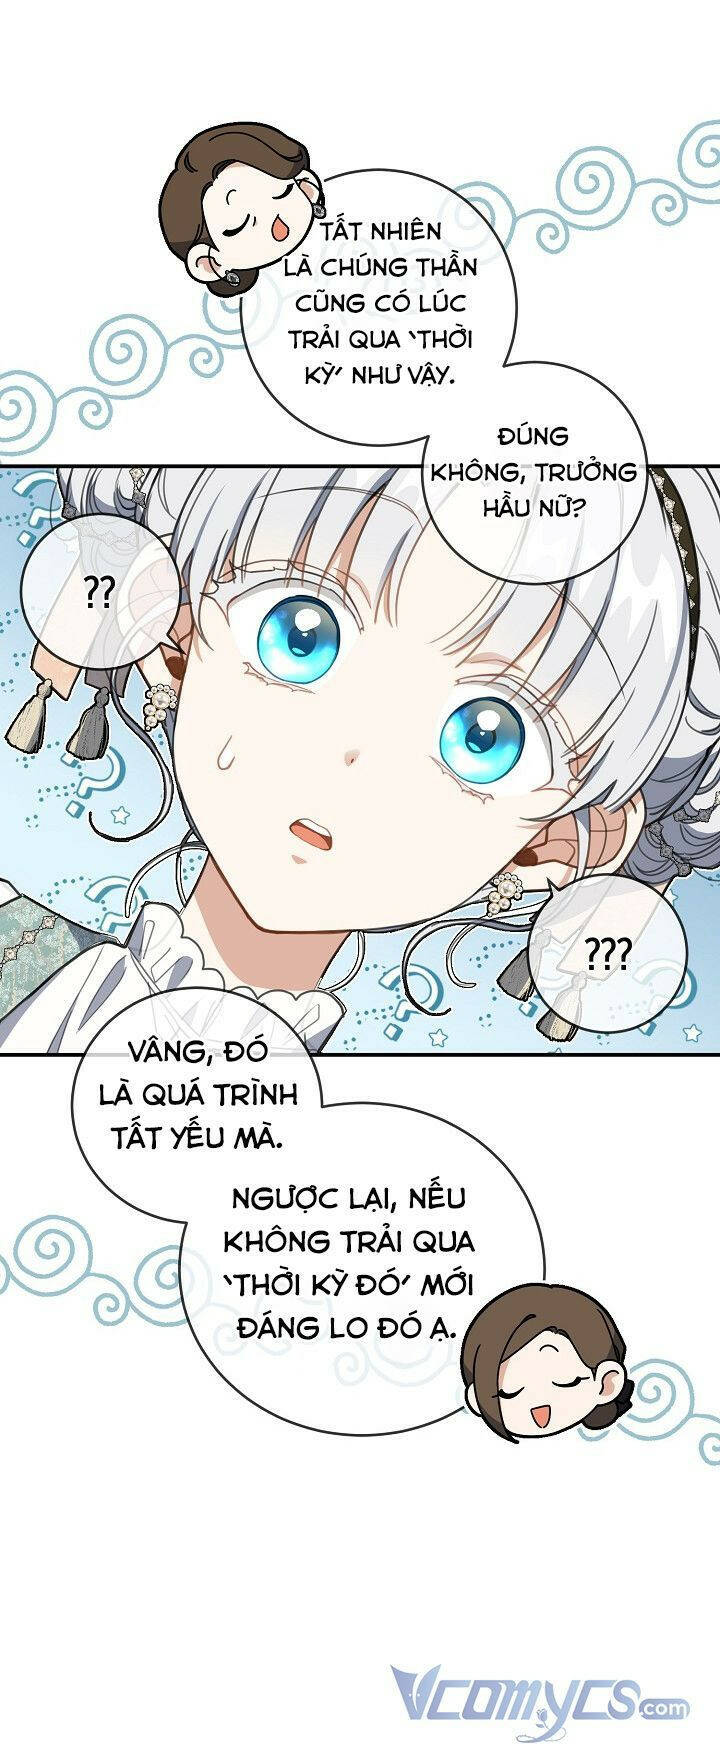 TẤT NHIÊN
LÀ CHÚNG THẦN
CŨNG CÓ LÚC
TRẢI QUA ‘THỜI
KỲ’ NHƯ VẬY.
ĐÚNG
KHÔNG, TRƯỞNG
HẦU NỮ?
??
???
VÂNG, ĐÓ
LÀ QUÁ TRÌNH
TẤT YẾU MÀ.
NGƯỢC LẠI, NẾU
KHÔNG TRẢI QUA
‘THỜI KỲ ĐÓ’ MỚI
ĐÁNG LO ĐÓ Ạ.
VCOMYCS.com